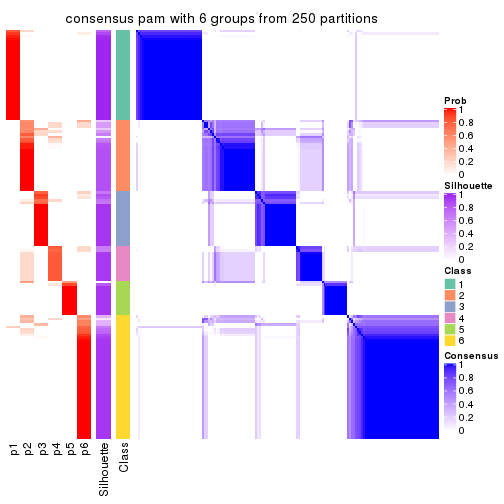 consensus pam with 6 groups from 250 partitions
Prob
1
0.8
0.6
0.4
0.2
0
Silhouette
1
0.8
0.6
0.4
0.2
0
Class
1
2
3
4
5
6
Consensus
1
0.8
0.6
0.4
0.2
0
p1
p2
p3
p4
p5
p6
Silhouette
Class